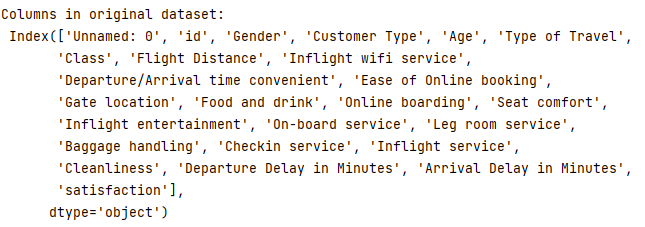 Columns in original dataset:
Index(['Unnamed: 0', 'id', 'Gender', 'Customer Type', 'Age', 'Type of Travel',
'Class', 'Flight Distance', 'Inflight wifi service',
'Departure/Arrival time convenient', 'Ease of Online booking',
'Gate location', 'Food and drink', 'Online boarding', 'Seat comfort',
'Inflight entertainment', 'On-board service', 'Leg room service',
'Baggage handling', 'Checkin service', 'Inflight service',
'Cleanliness', 'Departure Delay in Minutes', 'Arrival Delay in Minutes',
'satisfaction'],
dtype='object')